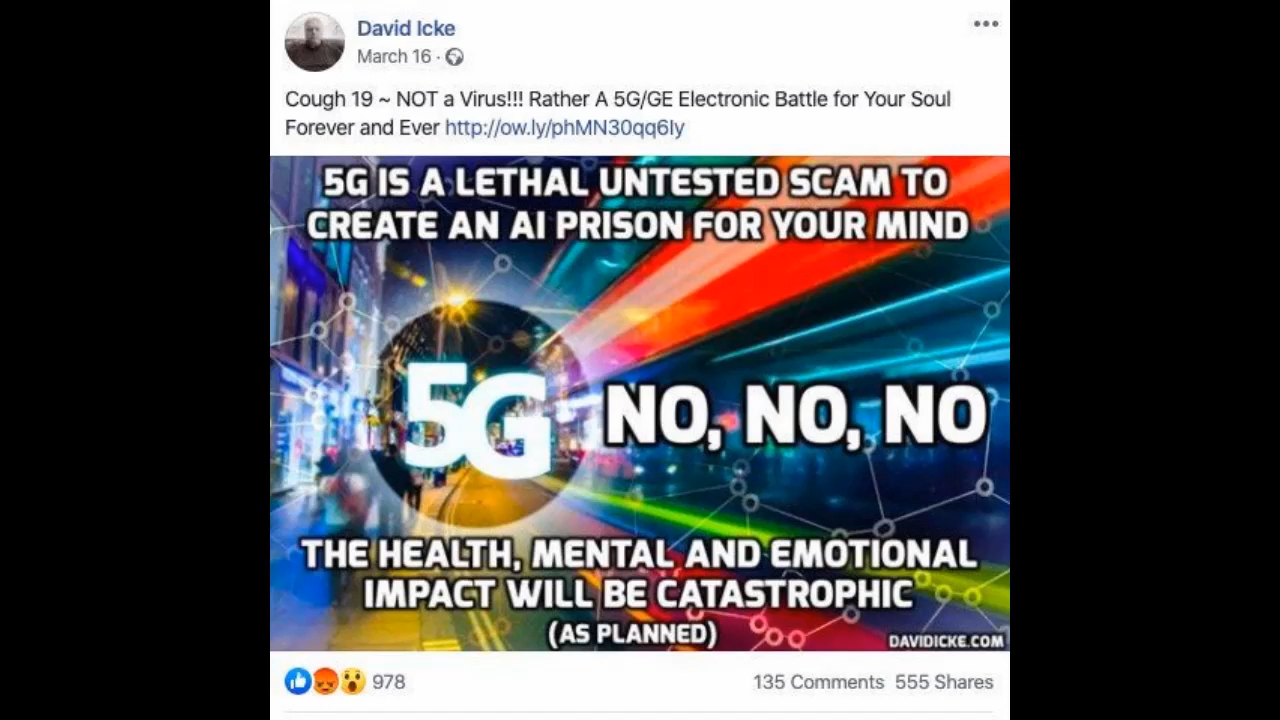 David Icke
March 16 ·
Cough 19 ~ NOT a Virus!!! Rather A 5G/GE Electronic Battle for Your Soul
Forever and Ever http://ow.ly/phMN30qq6ly
5G IS A LETHAL UNTESTED SCAM TO
CREATE AN AI PRISON FOR YOUR MIND
5G
NO, NO, NO
THE HEALTH, MENTAL AND EMOTIONAL
IMPACT WILL BE CATASTROPHIC
(AS PLANNED)
DAVIDICKE.COM
978
135 Comments 555 Shares